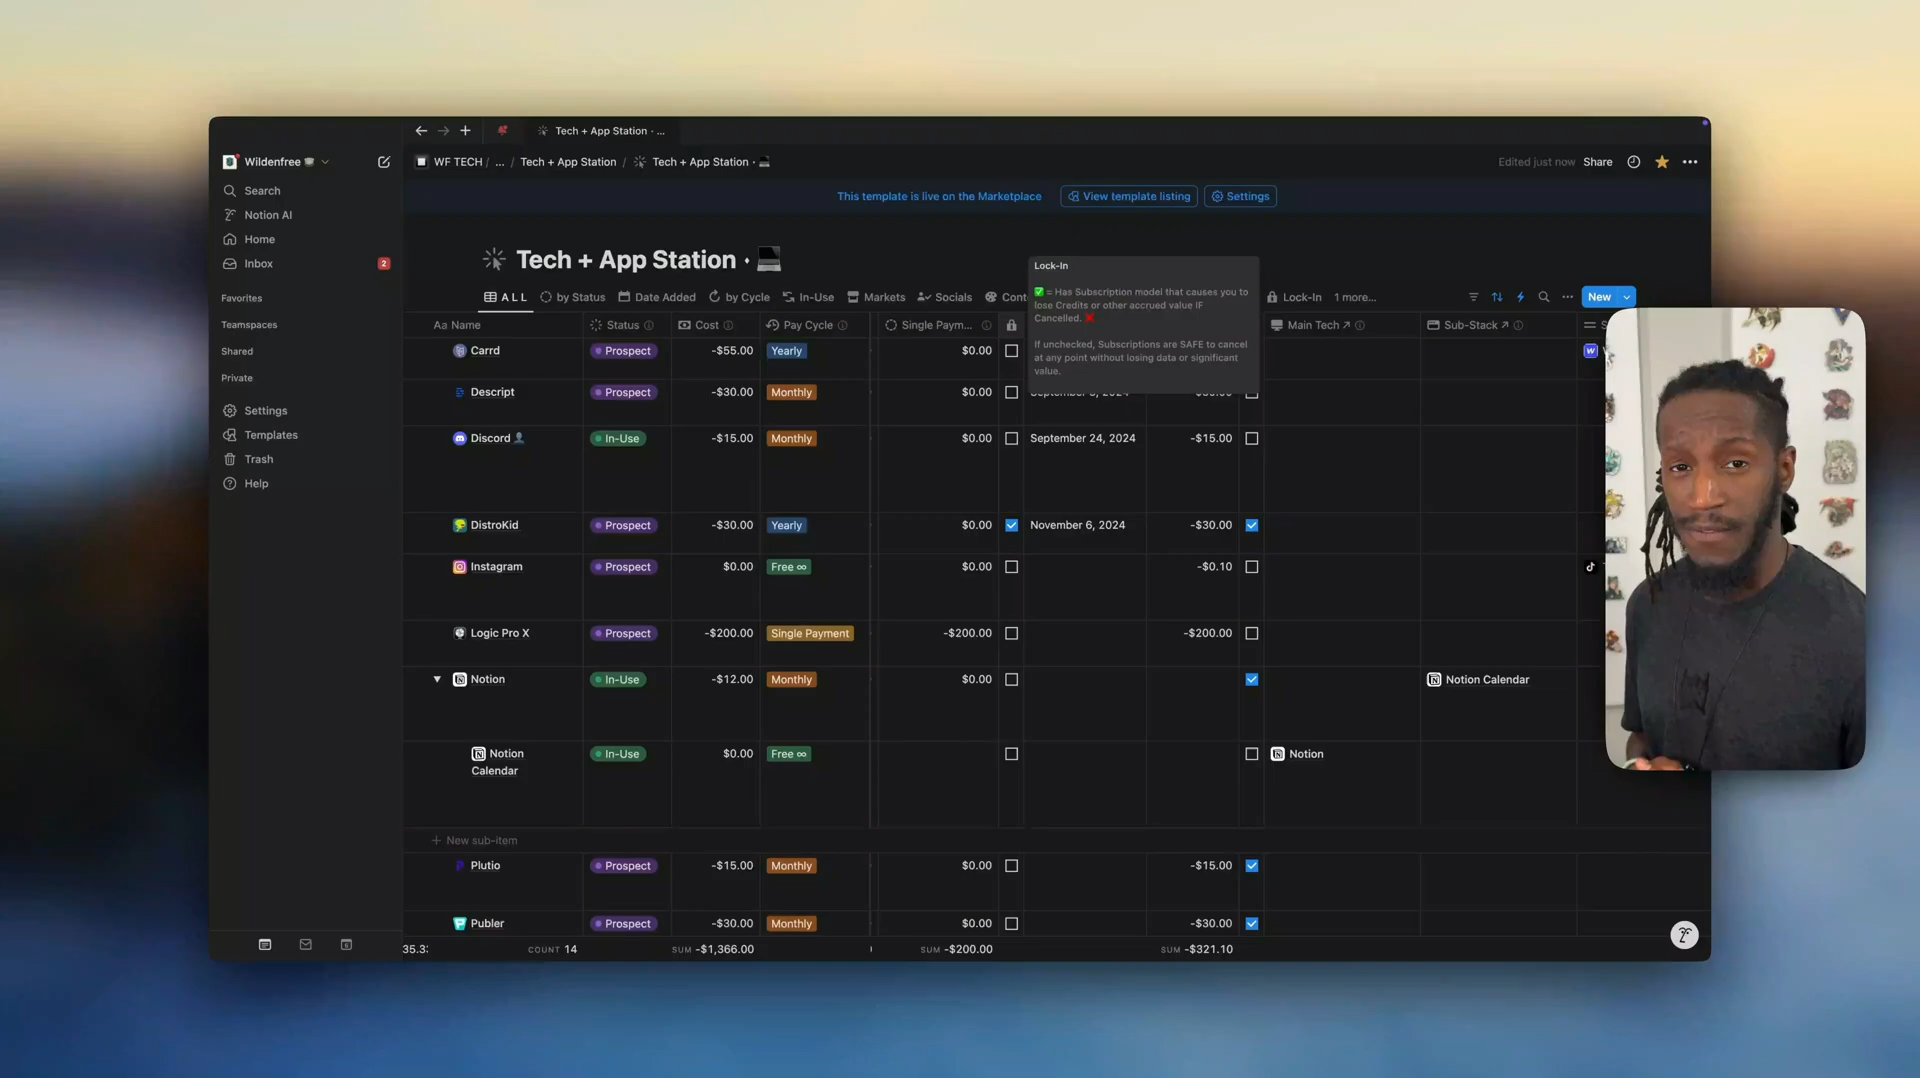 Tech + App Station · ...
Wildenfree
WF TECH / ... / Tech + App Station / Tech + App Station ·
Edited just now Share
Search
Notion AI
Home
Inbox 2
Favorites
Teamspaces
Shared
Private
Settings
Templates
Trash
Help
This template is live on the Marketplace View template listing Settings
Tech + App Station ·
ALL by Status Date Added by Cycle In-Use Markets Socials Cont Lock-In 1 more... New
Lock-In
= Has Subscription model that causes you to
lose Credits or other accrued value IF
Cancelled.
If unchecked, Subscriptions are SAFE to cancel
at any point without losing data or significant
value.
Aa Name Status Cost Pay Cycle Single Paym... Main Tech ↗ Sub-Stack ↗
Carrd Prospect -$55.00 Yearly $0.00
Descript Prospect -$30.00 Monthly $0.00
Discord In-Use -$15.00 Monthly $0.00 September 24, 2024 -$15.00
DistroKid Prospect -$30.00 Yearly $0.00 November 6, 2024 -$30.00
Instagram Prospect $0.00 Free ∞ $0.00 -$0.10
Logic Pro X Prospect -$200.00 Single Payment -$200.00 -$200.00
Notion In-Use -$12.00 Monthly $0.00 Notion Calendar
Notion In-Use $0.00 Free ∞ Notion
Calendar
+ New sub-item
Plutio Prospect -$15.00 Monthly $0.00 -$15.00
Publer Prospect -$30.00 Monthly $0.00 -$30.00
COUNT 14 SUM -$1,366.00 SUM -$200.00 SUM -$321.10